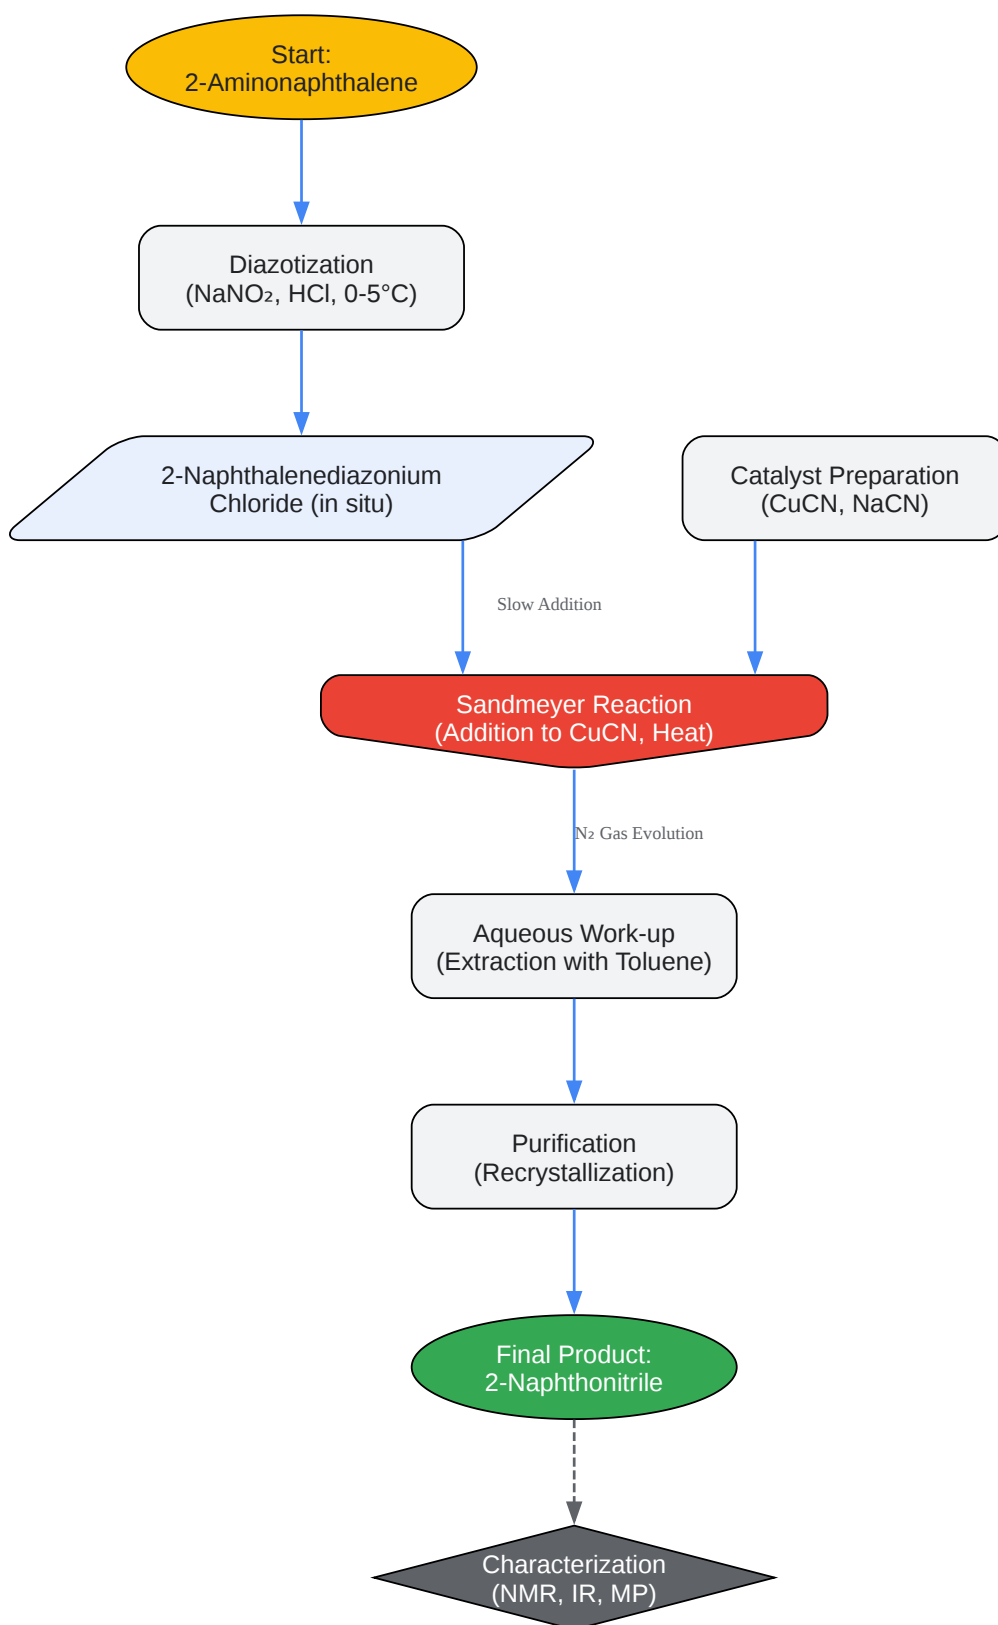 Start:
2-Aminonaphthalene
Diazotization
(NaNO₂, HCl, 0-5°C)
2-Naphthalenediazonium
Chloride (in situ)
Catalyst Preparation
(CuCN, NaCN)
Slow Addition
Sandmeyer Reaction
(Addition to CuCN, Heat)
N₂ Gas Evolution
Aqueous Work-up
(Extraction with Toluene)
Purification
(Recrystallization)
Final Product:
2-Naphthonitrile
Characterization
(NMR, IR, MP)